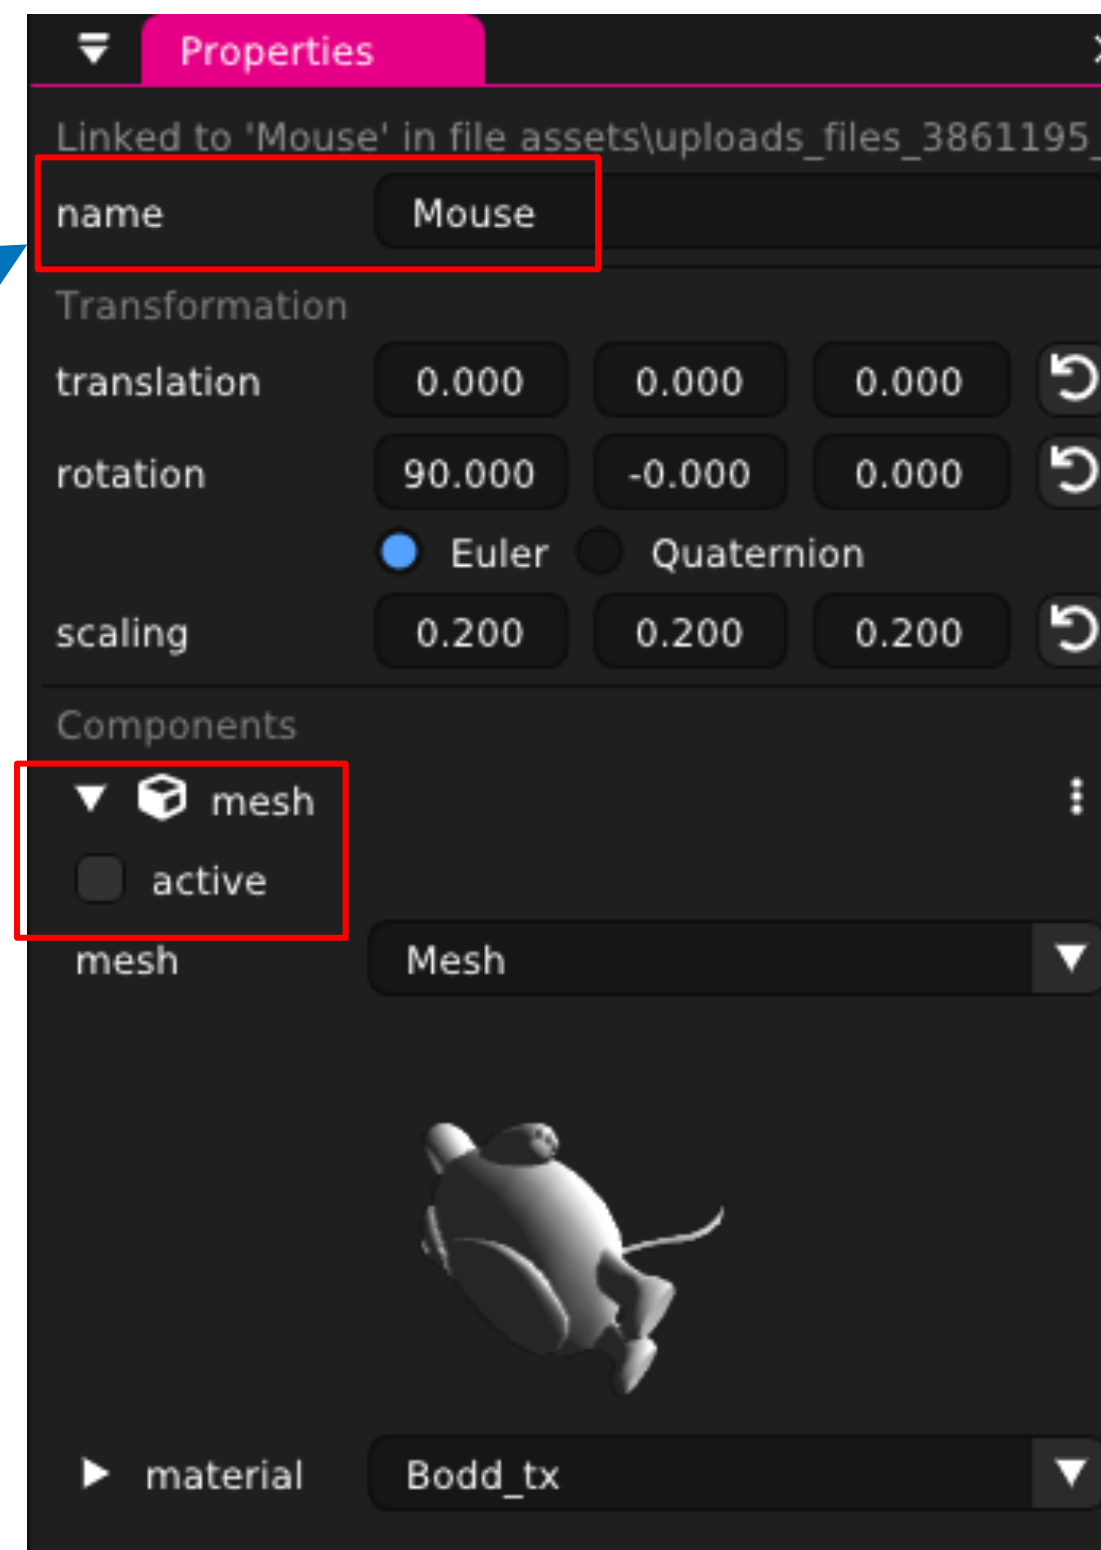 Properties
Linked to 'Mouse' in file assets\uploads_files_3861195_
name Mouse
Transformation
translation 0.000 0.000 0.000
rotation 90.000 -0.000 0.000
Euler Quaternion
scaling 0.200 0.200 0.200
Components
mesh
active
mesh Mesh
material Bodd_tx